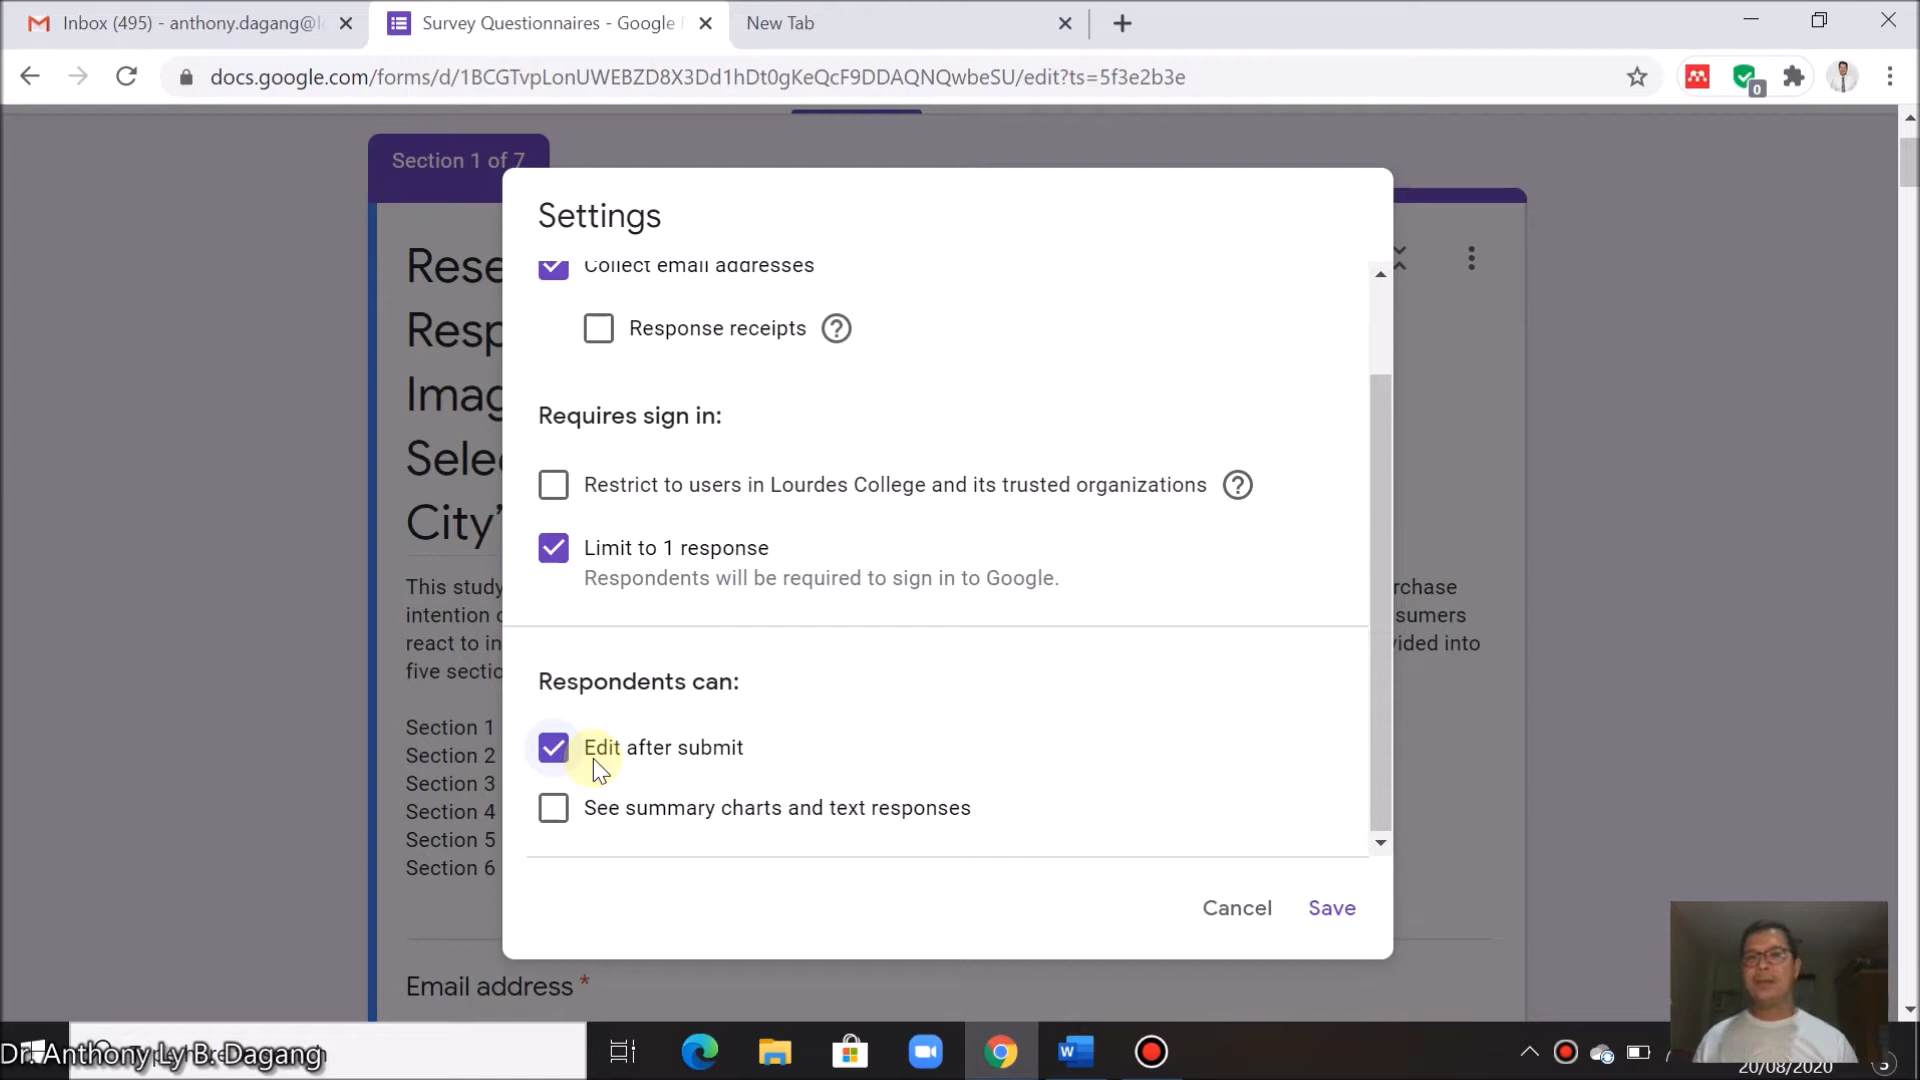 Inbox (495) - anthony.dagang@l
Survey Questionnaires - Google F
New Tab
docs.google.com/forms/d/1BCGTvpLonUWEBZD8X3Dd1hDt0gKeQcF9DDAQNQwbeSU/edit?ts=5f3e2b3e
0
Section 1 of 7
Settings
Rese
Collect email addresses
Resp
Response receipts
Imag
Requires sign in:
Selec
Restrict to users in Lourdes College and its trusted organizations
City'
Limit to 1 response
Respondents will be required to sign in to Google.
This study
rchase
intention c
sumers
react to in
vided into
five sectio
Respondents can:
Section 1
Edit after submit
Section 2
Section 3
See summary charts and text responses
Section 4
Section 5
Section 6
Cancel
Save
Email address *
Dr. Anthony Ly B. Dagang
20/08/2020